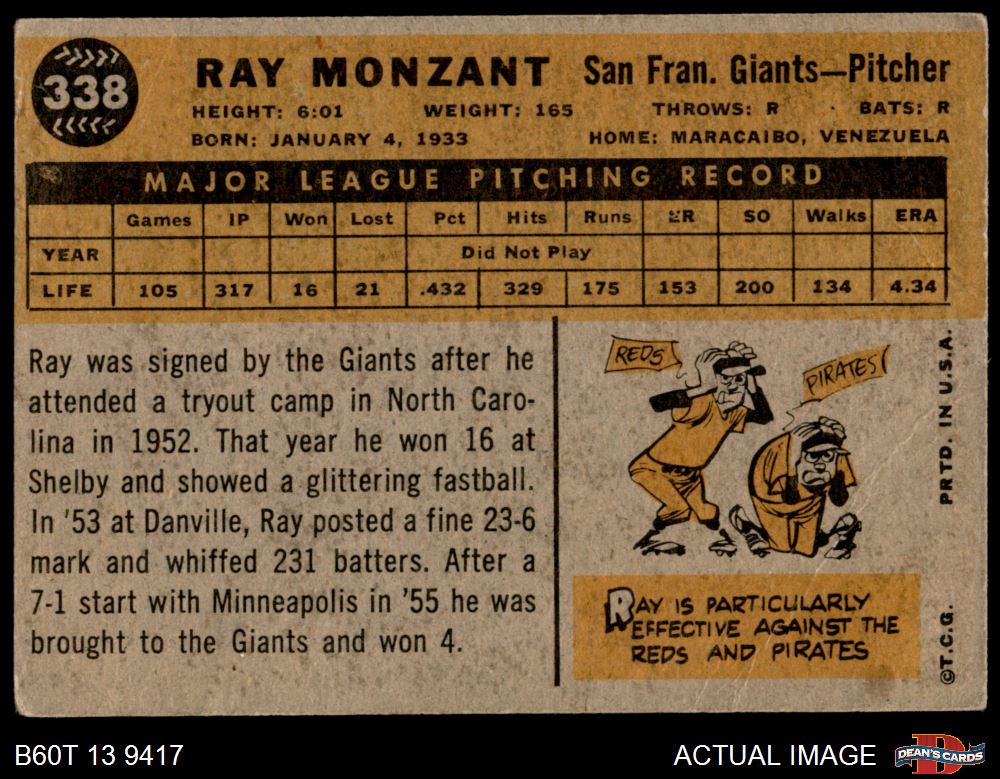 338
RAY MONZANT San Fran. Giants—Pitcher
HEIGHT: 6:01 WEIGHT: 165 THROWS: R · BATS: R
BORN: JANUARY 4, 1933 HOME: MARACAIBO, VENEZUELA
MAJOR LEAGUE PITCHING RECORD
Games IP Won Lost Pct Hits Runs ER SO Walks ERA
YEAR Did Not Play
LIFE 105 317 16 21 .432 329 175 153 200 134 4.34
Ray was signed by the Giants after he
attended a tryout camp in North Caro-
lina in 1952. That year he won 16 at
Shelby and showed a glittering fastball.
In '53 at Danville, Ray posted a fine 23-6
mark and whiffed 231 batters. After a
7-1 start with Minneapolis in '55 he was
brought to the Giants and won 4.
REDS
PIRATES
RAY IS PARTICULARLY
EFFECTIVE AGAINST THE
REDS AND PIRATES
PRTD. IN U.S.A.
©T.C.G.
B60T 13 9417
ACTUAL IMAGE
DEAN'S CARDS